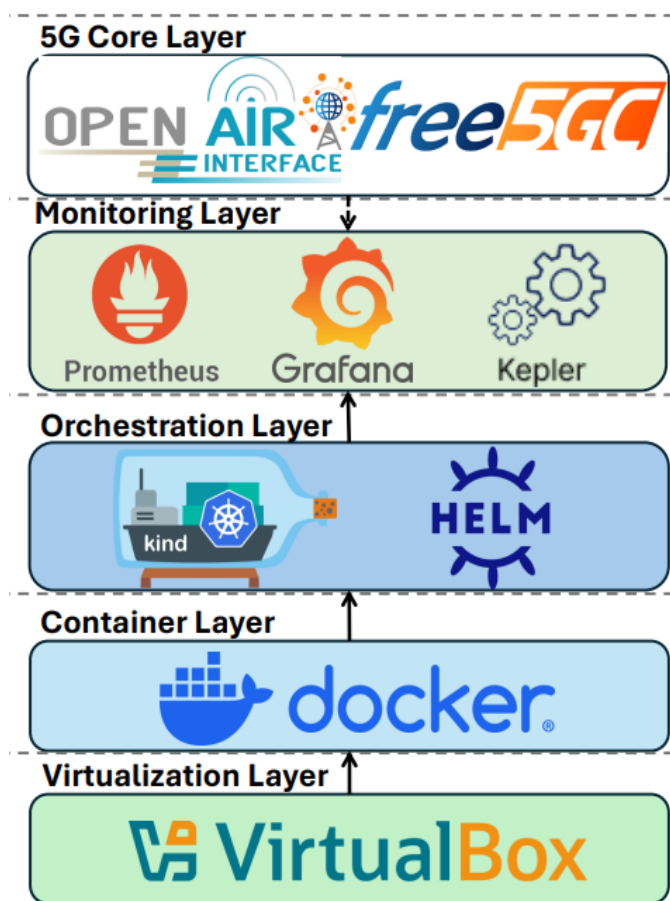 5G Core Layer
OPEN AIR INTERFACE
free5GC
Monitoring Layer
Prometheus
Grafana
Kepler
Orchestration Layer
kind
HELM
Container Layer
docker®
Virtualization Layer
VirtualBox